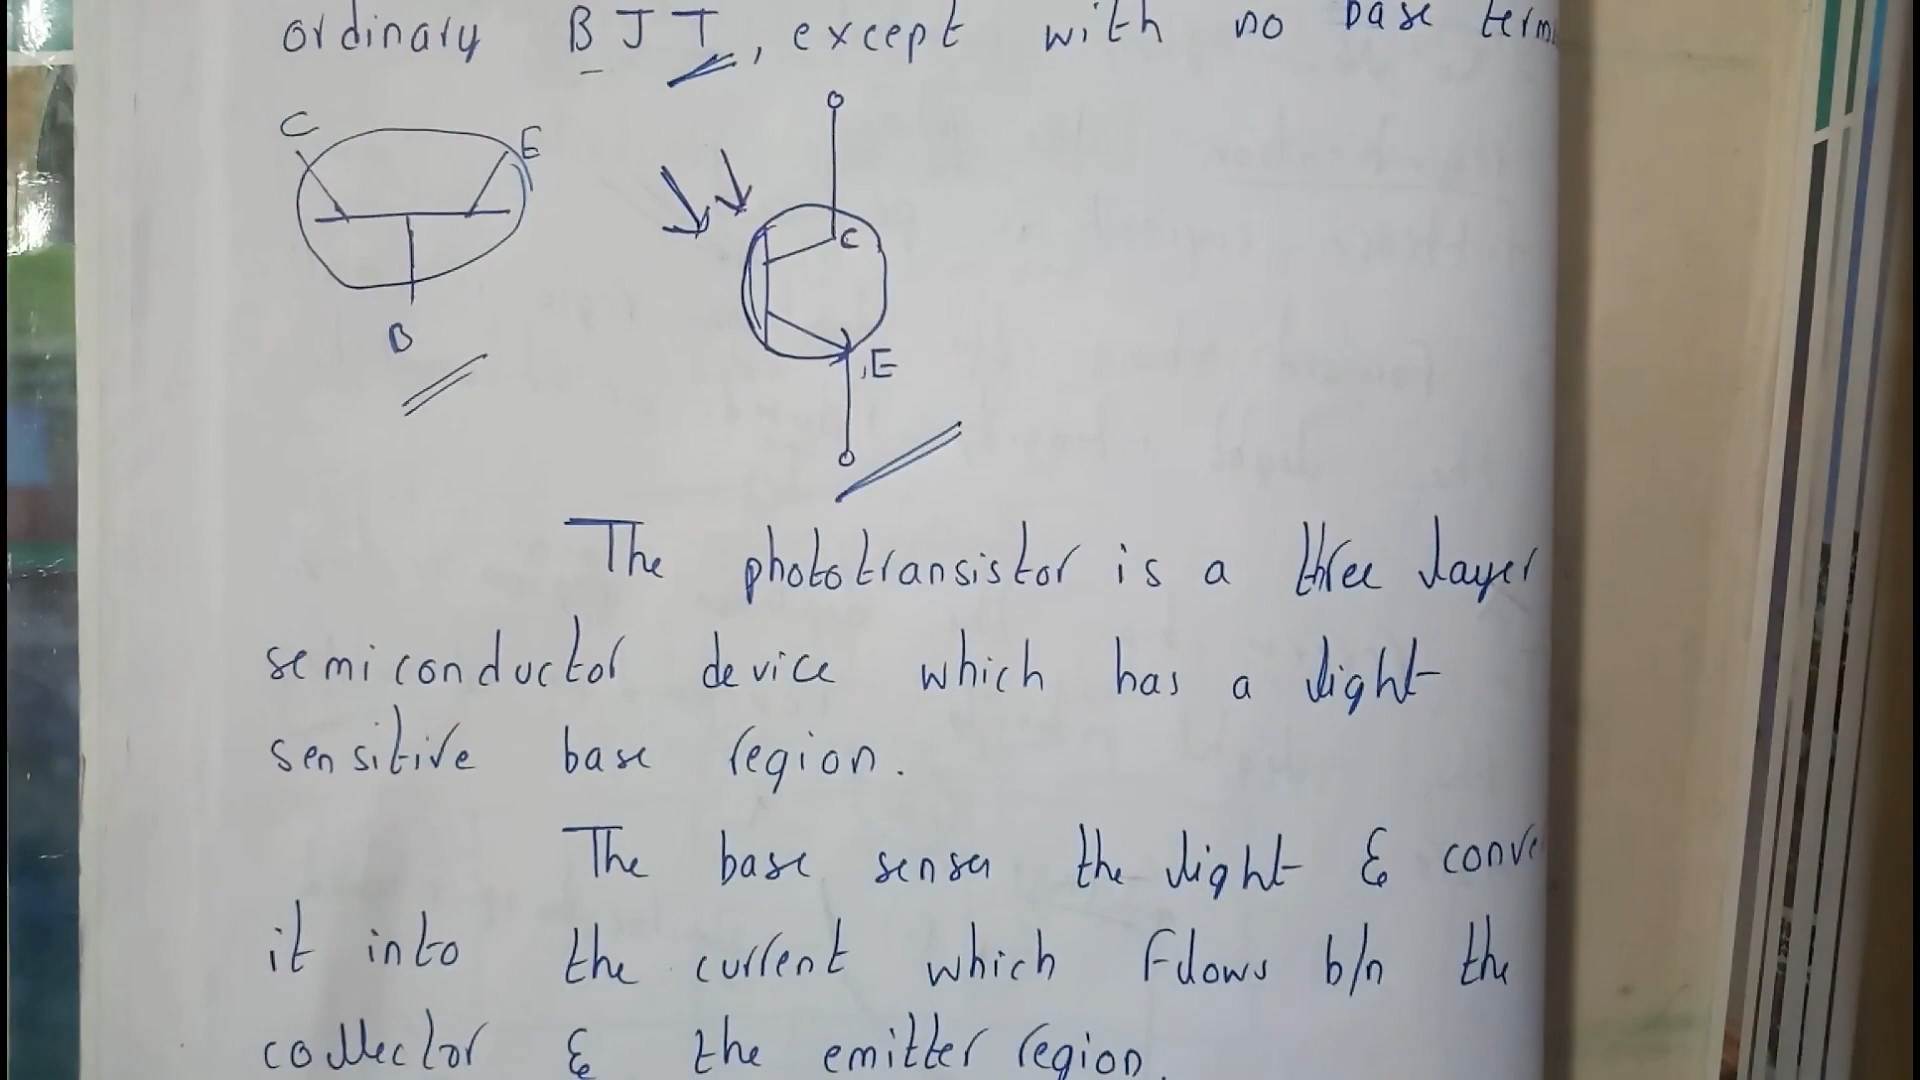 ordinary BJT, except with no base term
C
E
B
C
E
The phototransistor is a three layer
semiconductor device which has a light
sensitive base region.
The base senses the light & conve
it into the current which flows b/n the
collector & the emitter region.